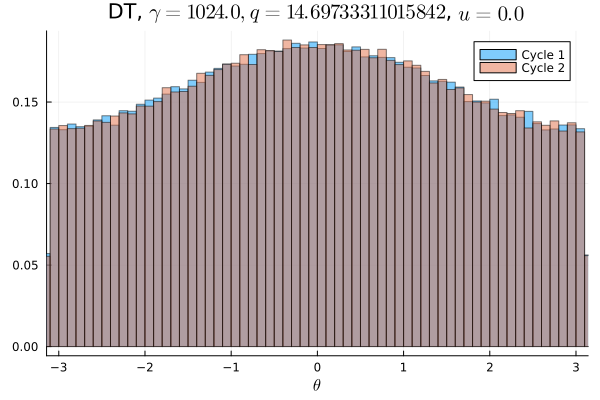 DT, γ = 1024.0, q = 14.69733311015842, u = 0.0
Cycle 1
Cycle 2
0.15
0.10
0.05
0.00
−3 −2 −1 0 1 2 3
θ